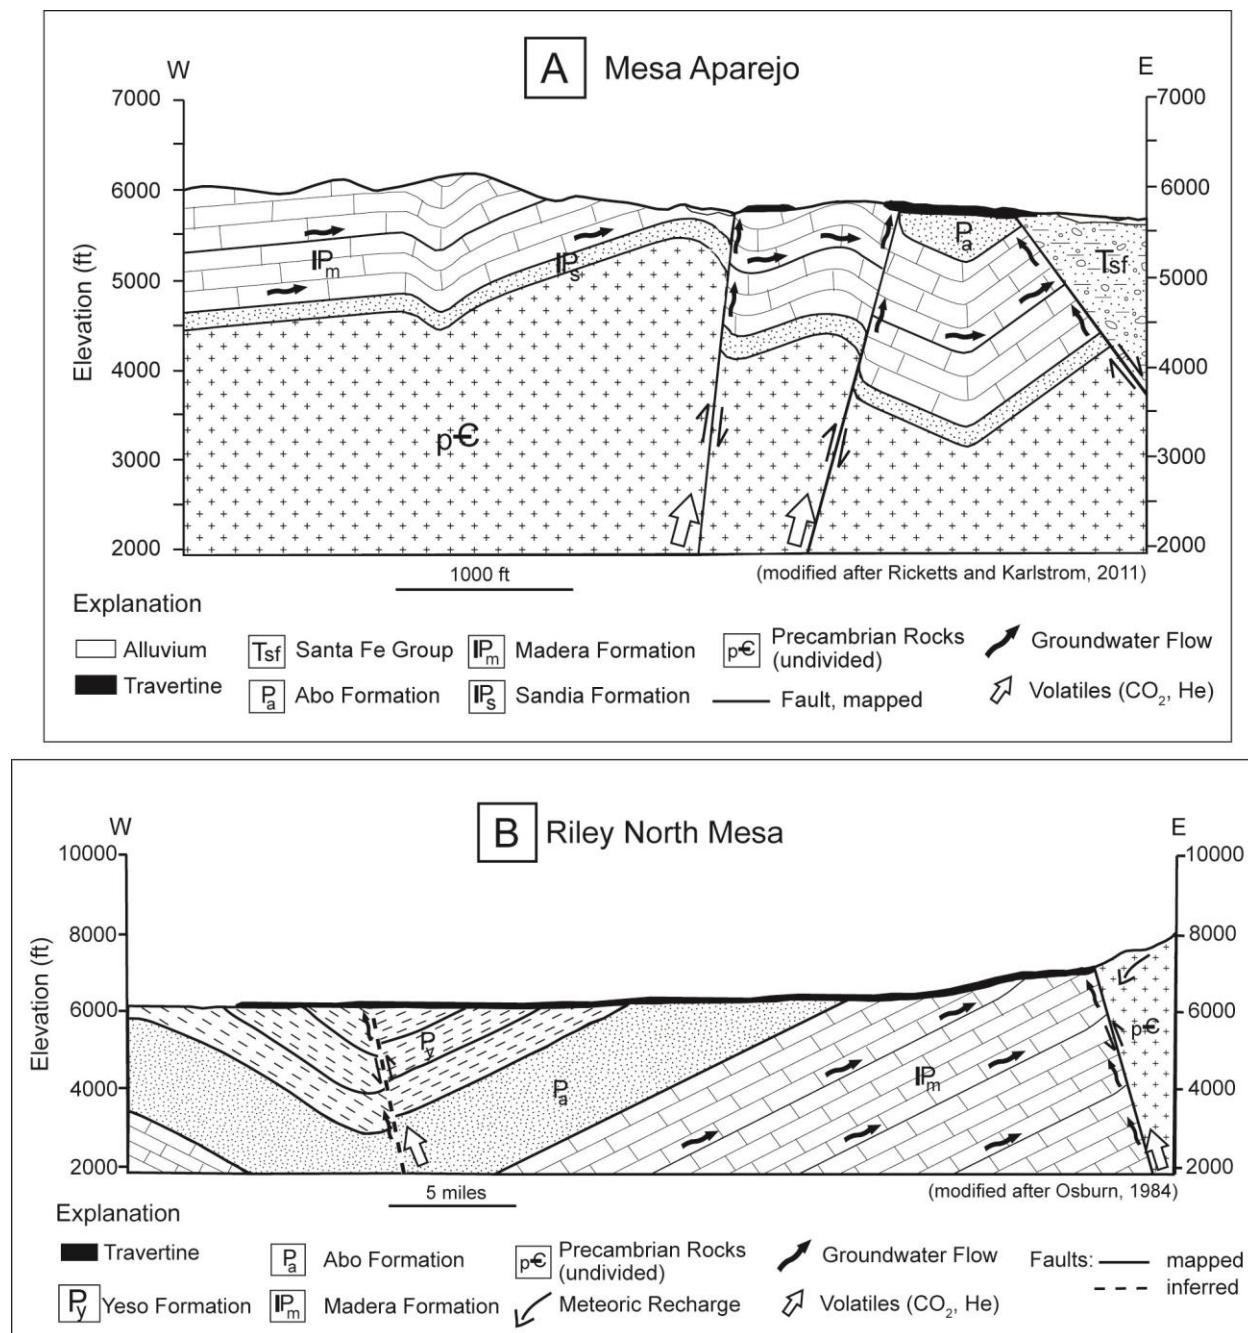 A Mesa Aparejo
W
E
Elevation (ft)
7000
6000
5000
4000
3000
2000
7000
6000
5000
4000
3000
2000
IPm
IPs
Pa
Tsf
p-C
1000 ft
(modified after Ricketts and Karlstrom, 2011)
Explanation
Alluvium
Travertine
Tsf Santa Fe Group
Pa Abo Formation
IPm Madera Formation
IPs Sandia Formation
p-C Precambrian Rocks
(undivided)
Fault, mapped
Groundwater Flow
Volatiles (CO₂, He)
B Riley North Mesa
W
E
Elevation (ft)
10000
8000
6000
4000
2000
10000
8000
6000
4000
2000
Py
Pa
IPm
p-C
5 miles
(modified after Osburn, 1984)
Explanation
Travertine
Py Yeso Formation
Pa Abo Formation
IPm Madera Formation
p-C Precambrian Rocks
(undivided)
Meteoric Recharge
Groundwater Flow
Volatiles (CO₂, He)
Faults: mapped
inferred